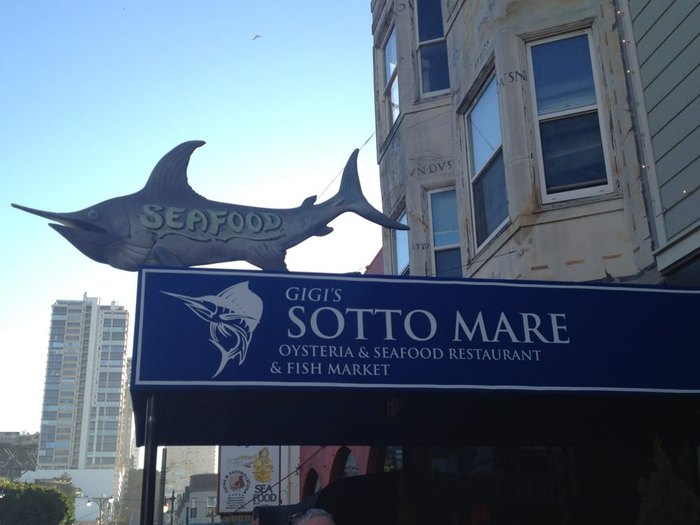 SEAFOOD
GIGI'S
SOTTO MARE
OYSTERIA & SEAFOOD RESTAURANT
& FISH MARKET
SEA
FOOD